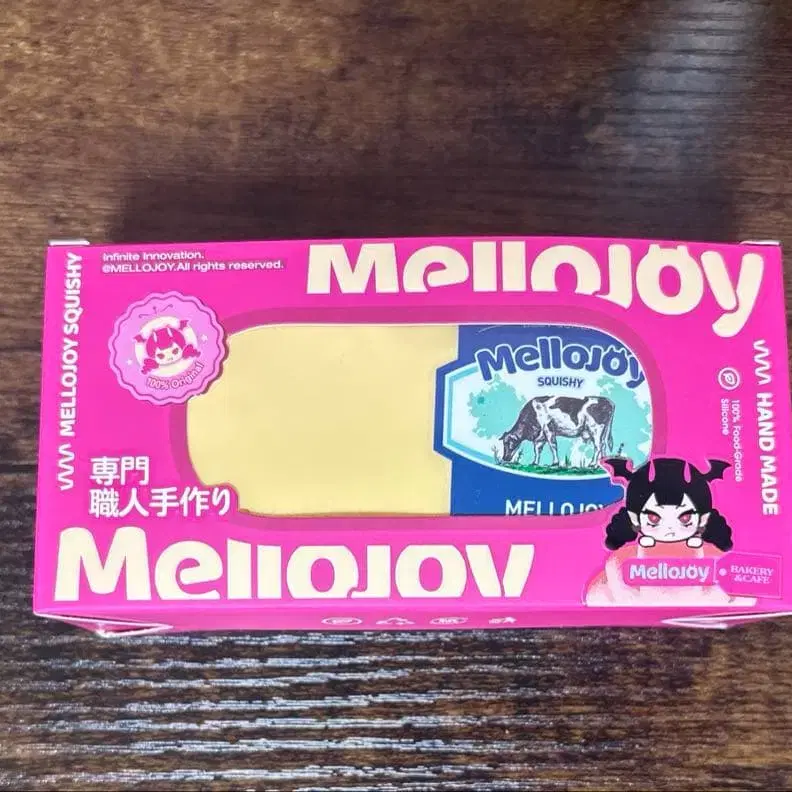 Infinite Innovation.
@MELLOJOY.All rights reserved.
Mellojoy
MELLOJOY SQUISHY
100% Original
Mellojoy
SQUISHY
100% Food-Grade
Silicone
HAND MADE
専門
職人手作り
Mellojoy
Mellojoy
BAKERY
&CAFE